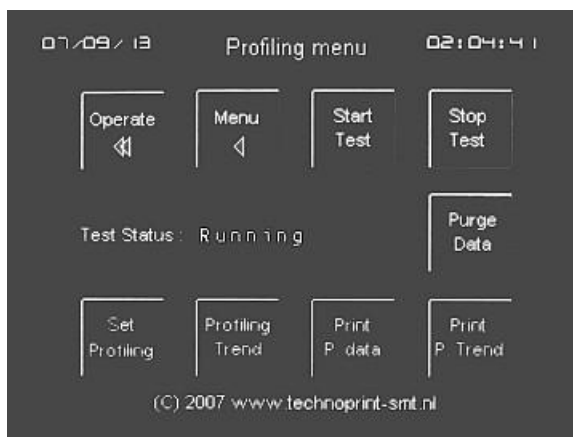 07/09/13 Profiling menu 02:04:41
Operate Menu Start Stop
Test Test
Test Status: Running
Purge
Data
Set Profiling Print Print
Profiling Trend P. data P. Trend
(C) 2007 www.technoprint-smt.nl